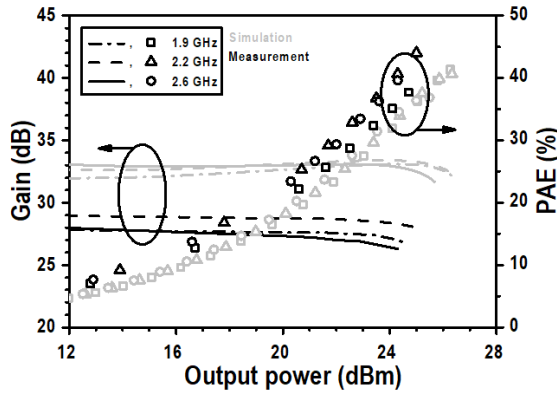 45
40
35
30
25
20
Gain (dB)
50
40
30
20
10
0
PAE (%)
12
16
20
24
28
Output power (dBm)
, 1.9 GHz Simulation
, 2.2 GHz Measurement
, 2.6 GHz